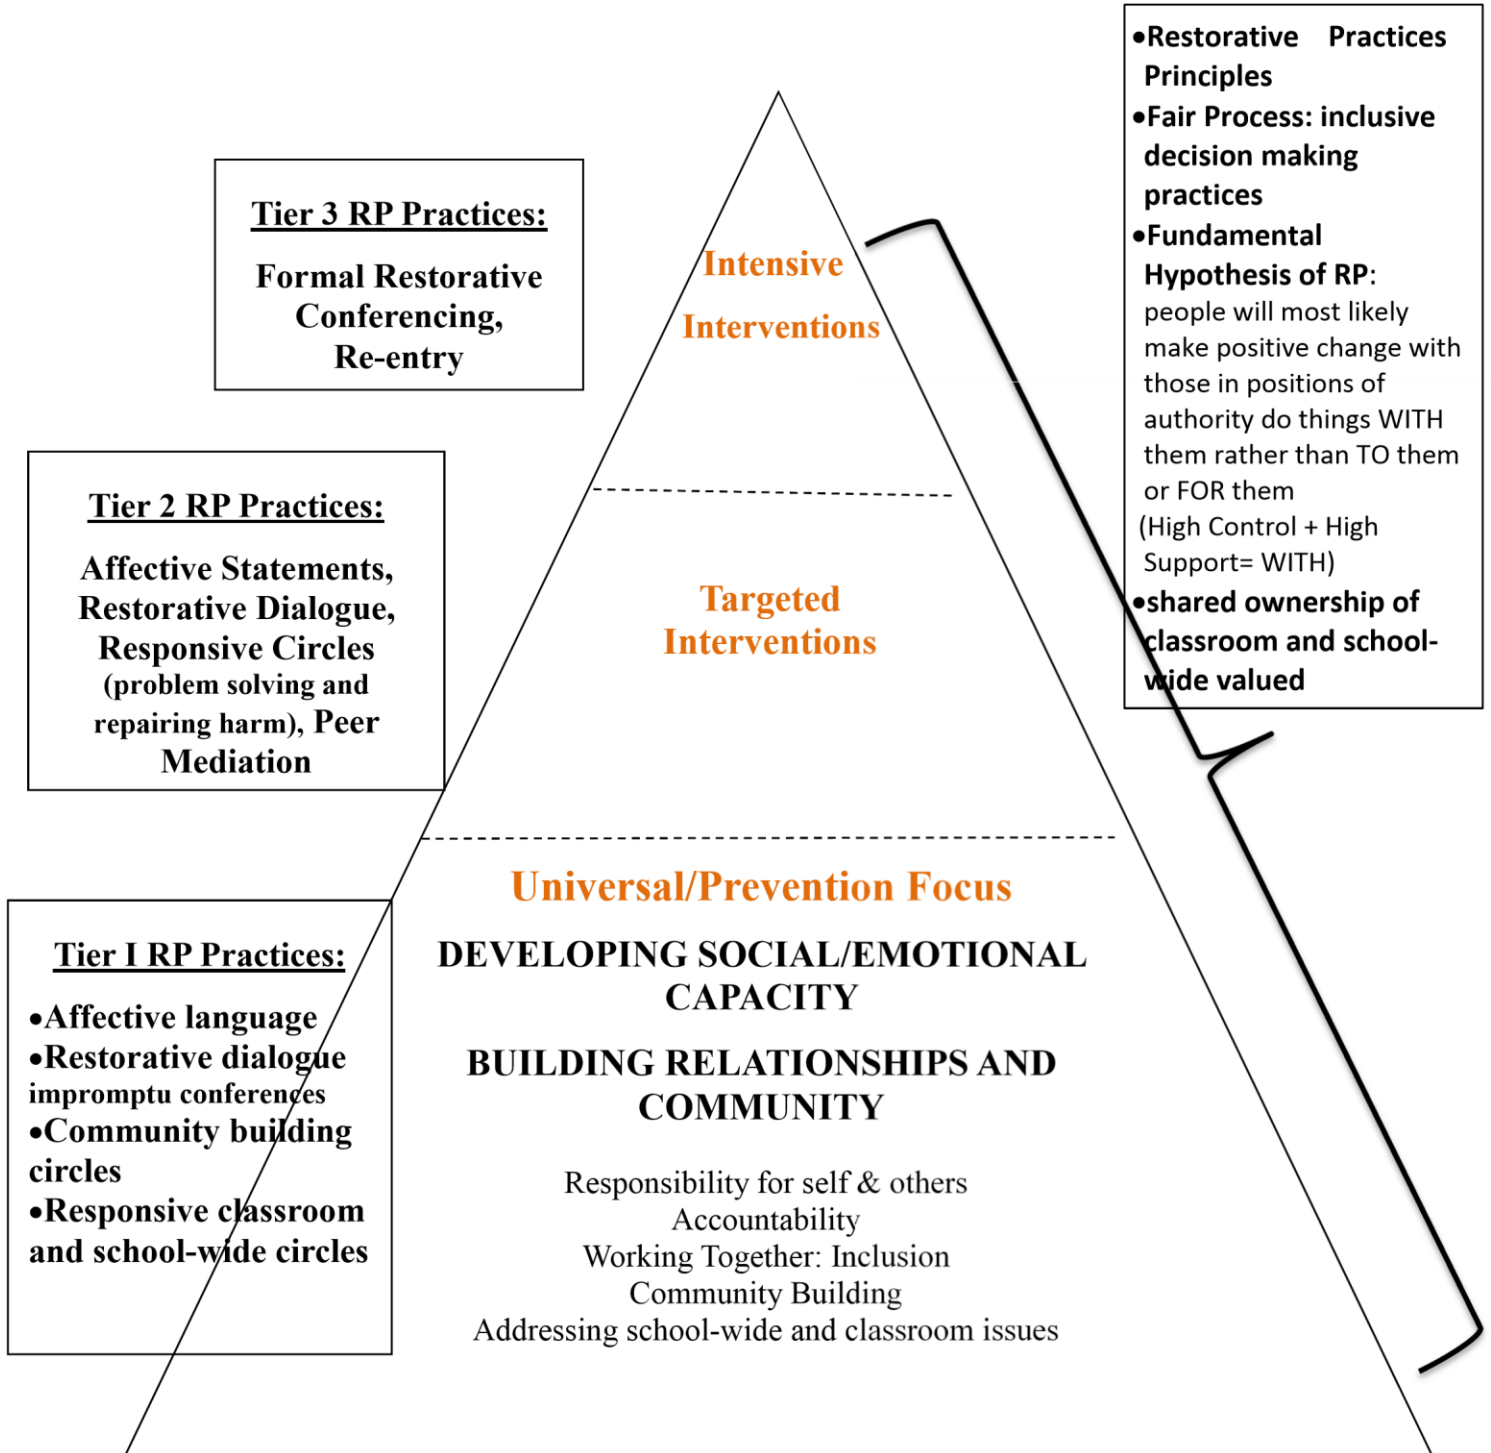 •Restorative Practices
Principles
•Fair Process: inclusive
decision making
practices
•Fundamental
Hypothesis of RP:
people will most likely
make positive change with
those in positions of
authority do things WITH
them rather than TO them
or FOR them
(High Control + High
Support= WITH)
•shared ownership of
classroom and school-
wide valued
Tier 3 RP Practices:
Formal Restorative
Conferencing,
Re-entry
Intensive
Interventions
Tier 2 RP Practices:
Affective Statements,
Restorative Dialogue,
Responsive Circles
(problem solving and
repairing harm), Peer
Mediation
Targeted
Interventions
Tier I RP Practices:
•Affective language
•Restorative dialogue
impromptu conferences
•Community building
circles
•Responsive classroom
and school-wide circles
Universal/Prevention Focus
DEVELOPING SOCIAL/EMOTIONAL
CAPACITY
BUILDING RELATIONSHIPS AND
COMMUNITY
Responsibility for self & others
Accountability
Working Together: Inclusion
Community Building
Addressing school-wide and classroom issues